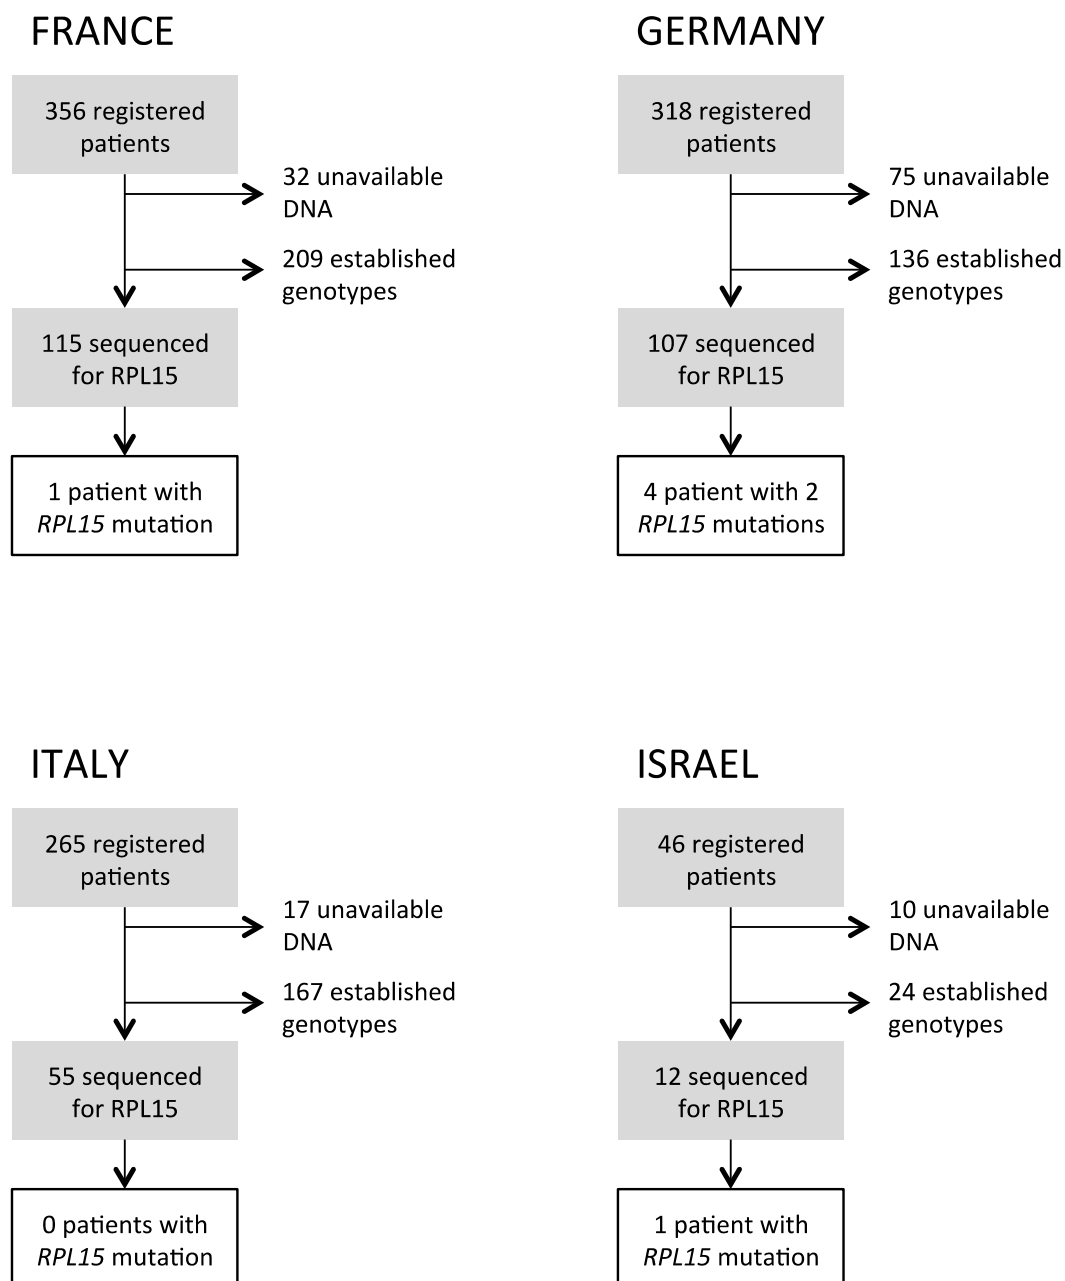 FRANCE
356 registered
patients
32 unavailable
DNA
209 established
genotypes
115 sequenced
for RPL15
1 patient with
RPL15 mutation
GERMANY
318 registered
patients
75 unavailable
DNA
136 established
genotypes
107 sequenced
for RPL15
4 patient with 2
RPL15 mutations
ITALY
265 registered
patients
17 unavailable
DNA
167 established
genotypes
55 sequenced
for RPL15
0 patients with
RPL15 mutation
ISRAEL
46 registered
patients
10 unavailable
DNA
24 established
genotypes
12 sequenced
for RPL15
1 patient with
RPL15 mutation